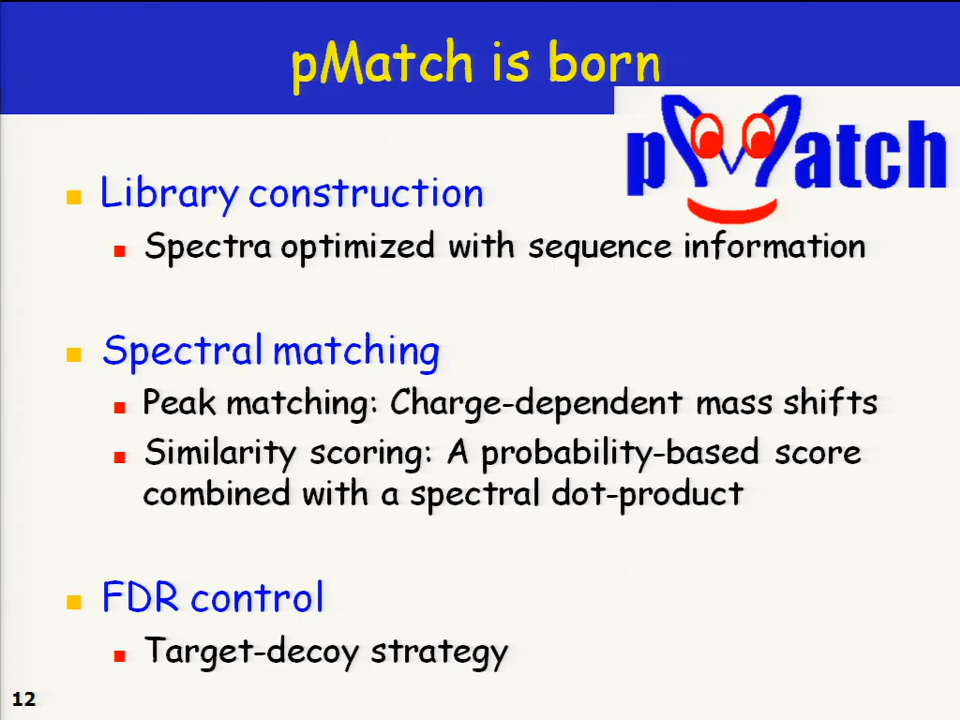 pMatch is born
pMatch
Library construction
Spectra optimized with sequence information
Spectral matching
Peak matching: Charge-dependent mass shifts
Similarity scoring: A probability-based score
combined with a spectral dot-product
FDR control
Target-decoy strategy
12